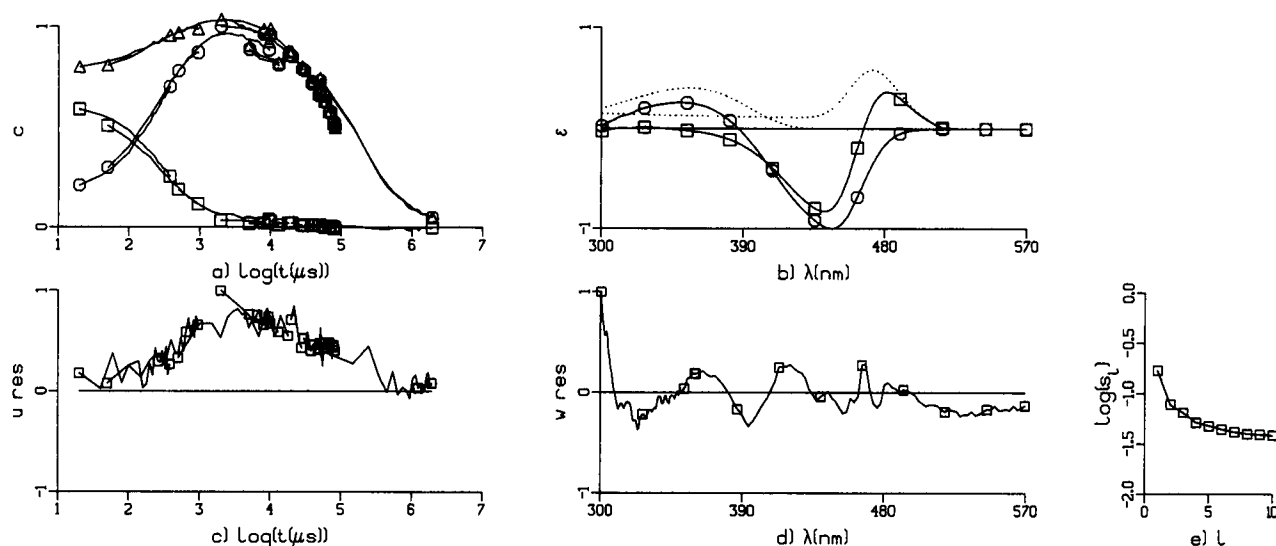 1
c
0
1 2 3 4 5 6 7
a) log(t(μs))
1
ε
0
-1
300 390 480 570
b) λ(nm)
1
u res
0
-1
1 2 3 4 5 6 7
c) log(t(μs))
1
w res
0
-1
300 390 480 570
d) λ(nm)
0.0
-0.5
log(s_l)
-1.0
-1.5
-2.0
0 5 10
e) l